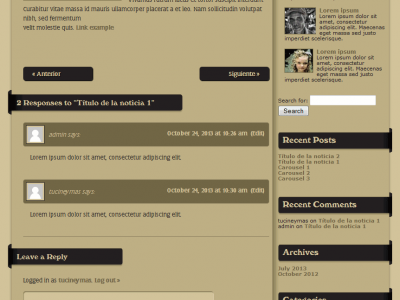 curabitur vitae massa id mauris ullamcorper placerat a et leo. Nam sollicitudin volutpat
nibh, sed fermentum
velit molestie quis. Link example.
« Anterior
Siguiente »
2 Responses to "Título de la noticia 1"
admin says
October 24, 2013 at 10:26 am (Edit)
Lorem ipsum dolor sit amet, consectetur adipiscing elit.
tucineymas says
October 24, 2013 at 10:30 am (Edit)
Lorem ipsum dolor sit amet, consectetur adipiscing elit.
Leave a Reply
Logged in as tucineymas. Log out »
Lorem ipsum
Lorem ipsum dolor sit amet, consectetur adipiscing elit. Maecenas eget massa sed justo
imperdiet scelerisque.
Lorem ipsum
Lorem ipsum dolor sit amet, consectetur adipiscing elit. Maecenas eget massa sed justo
imperdiet scelerisque.
Search for:
Search
Recent Posts
Título de la noticia 2
Título de la noticia 1
Carousel 1
Carousel 2
Carousel 3
Recent Comments
tucineymas on Título de la noticia 1
admin on Título de la noticia 1
Archives
July 2013
October 2012
Categories